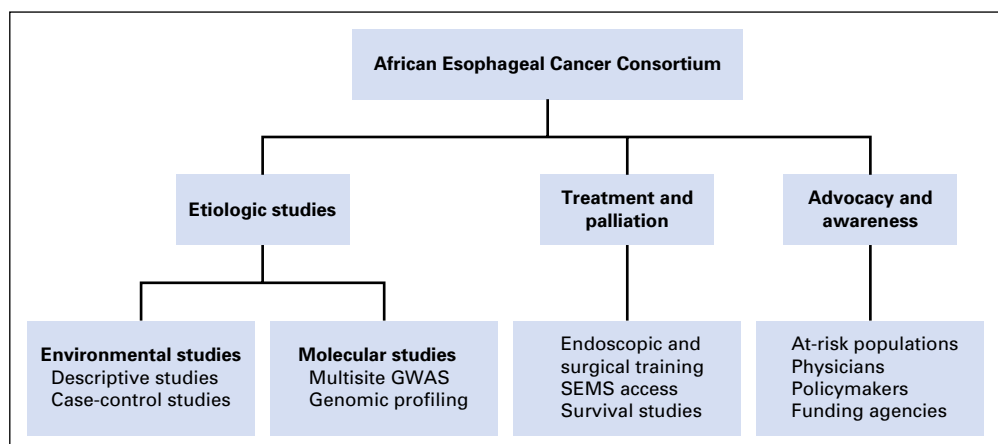 African Esophageal Cancer Consortium
Etiologic studies
Treatment and
palliation
Advocacy and
awareness
Environmental studies
Descriptive studies
Case-control studies
Molecular studies
Multisite GWAS
Genomic profiling
Endoscopic and
surgical training
SEMS access
Survival studies
At-risk populations
Physicians
Policymakers
Funding agencies